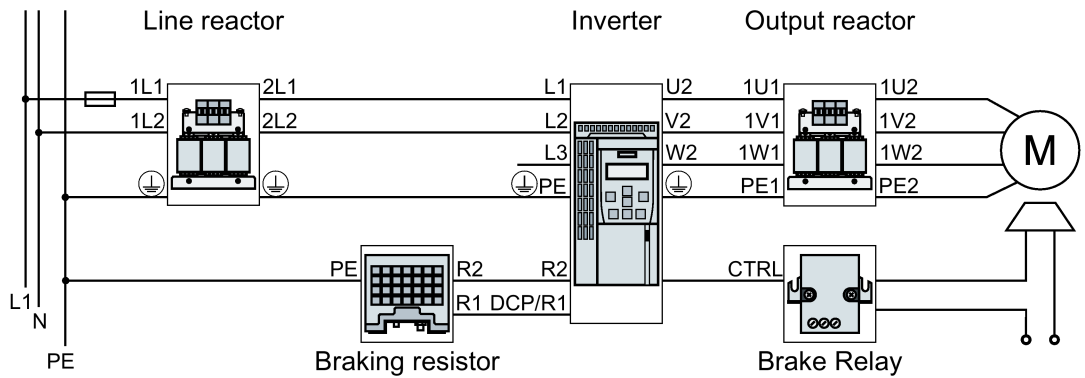 Line reactor Inverter Output reactor
1L1 2L1 L1 U2 1U1 1U2
1L2 2L2 L2 V2 1V1 1V2
L3 W2 1W1 1W2
M
PE PE1 PE2
PE R2 R2 CTRL
L1 R1 DCP/R1
N
PE Braking resistor Brake Relay